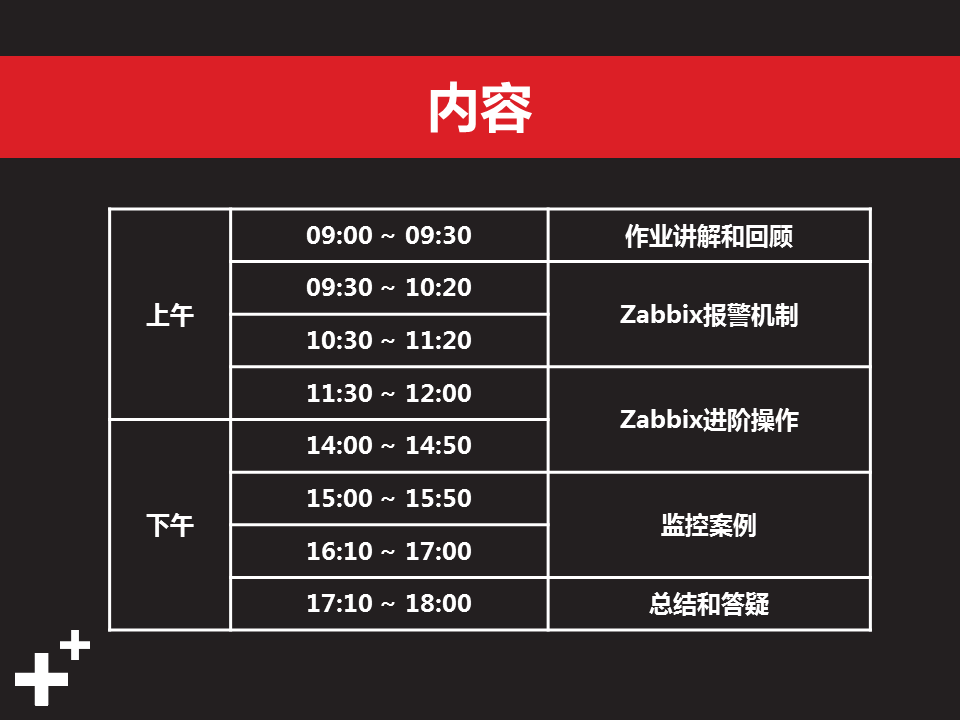 内容
上午
09:00 ~ 09:30
作业讲解和回顾
09:30 ~ 10:20
Zabbix报警机制
10:30 ~ 11:20
11:30 ~ 12:00
Zabbix进阶操作
下午
14:00 ~ 14:50
15:00 ~ 15:50
监控案例
16:10 ~ 17:00
17:10 ~ 18:00
总结和答疑